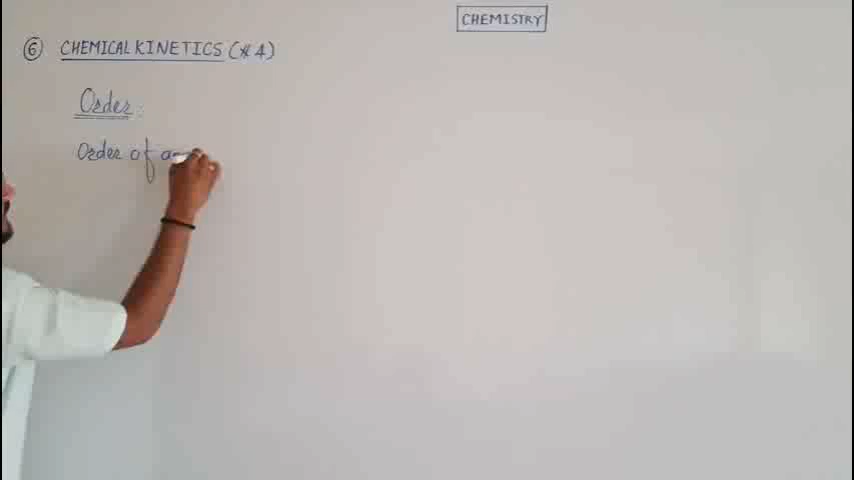 CHEMISTRY
⑥ CHEMICAL KINETICS (# 4)
Order :
Order of a